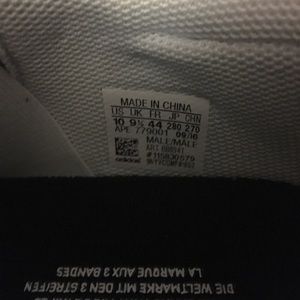 MADE IN CHINA
US UK FR JP CHN
10 9½ 44 280 270
APE 779001 09/16
MALE/MALE
adidas
DIE WELTMARKE MIT DEN 3 STREIFEN
LA MARQUE AUX 3 BANDES